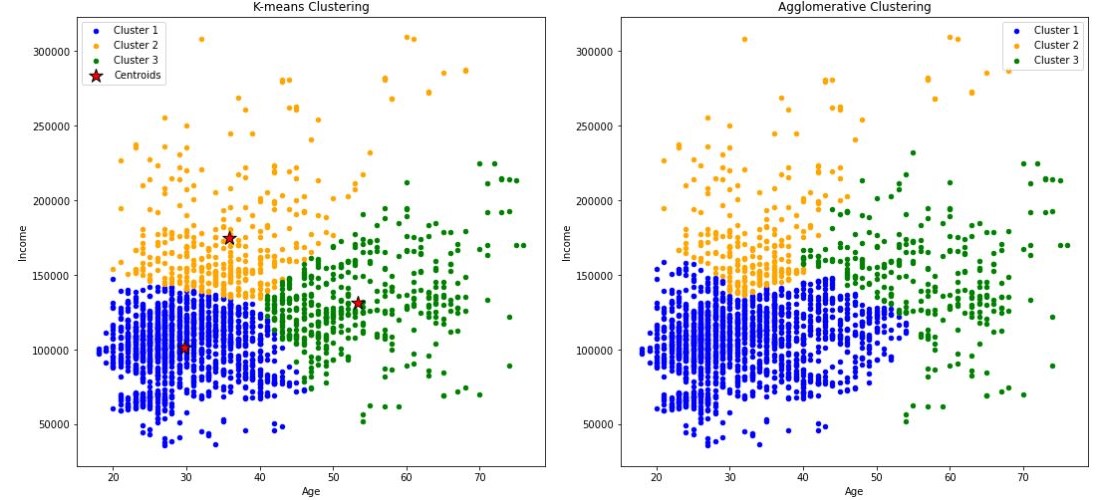 K-means Clustering
Cluster 1
Cluster 2
Cluster 3
Centroids
300000
250000
200000
150000
100000
50000
Income
20 30 40 50 60 70
Age
Agglomerative Clustering
Cluster 1
Cluster 2
Cluster 3
300000
250000
200000
150000
100000
50000
Income
20 30 40 50 60 70
Age